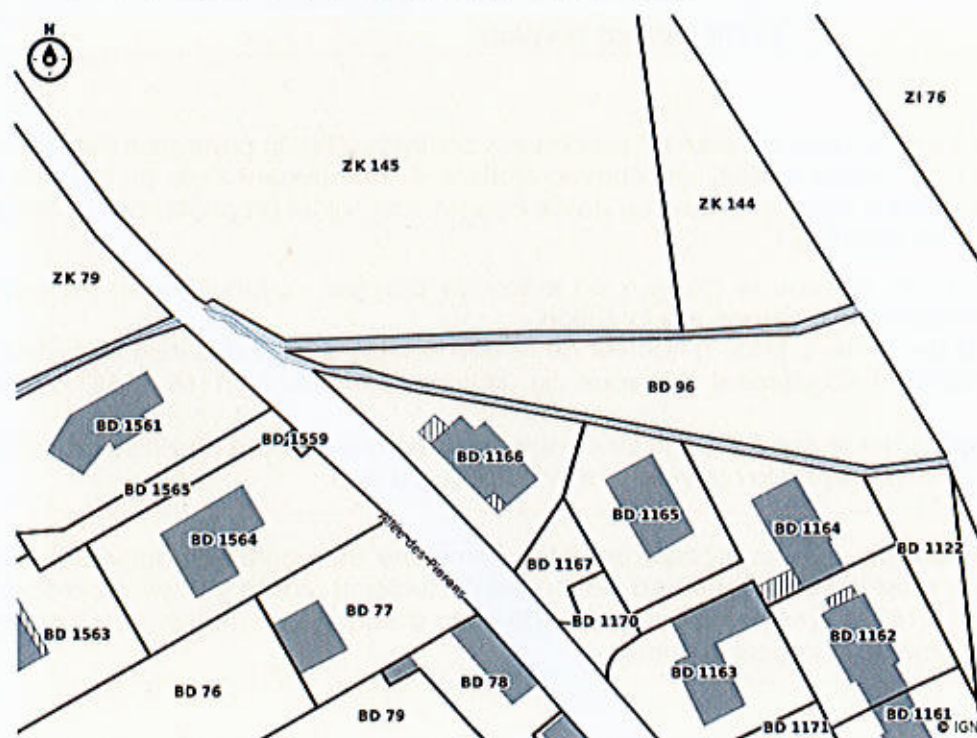 N
ZI 76
ZK 145
ZK 144
ZK 79
BD 96
BD 1561
BD 1559
BD 1166
BD 1565
BD 1165
BD 1164
BD 1564
BD 1122
BD 1167
BD 77
BD 1170
BD 1563
BD 1162
BD 1163
BD 76
BD 78
BD 79
BD 1161
BD 1171
© IGN